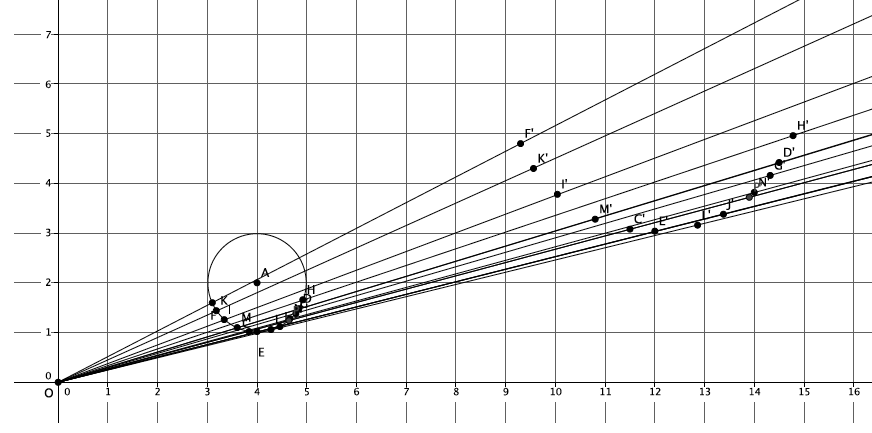 7
6
5
4
3
2
1
0
F'
K'
I'
M'
H'
D'
G'
N'
C'
E'
J'
A
K
F
I
M
H
D
L
E
O
0 1 2 3 4 5 6 7 8 9 10 11 12 13 14 15 16